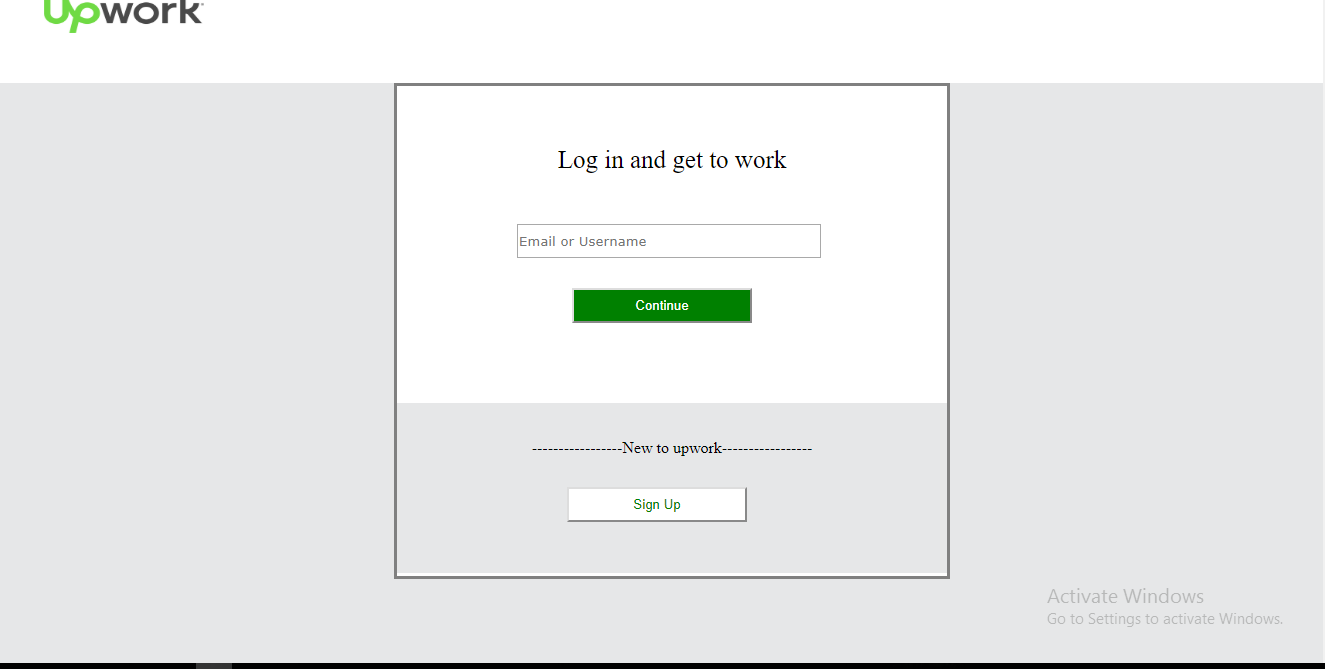 Upwork
Log in and get to work
Email or Username
Continue
-----------------New to upwork-----------------
Sign Up
Activate Windows
Go to Settings to activate Windows.